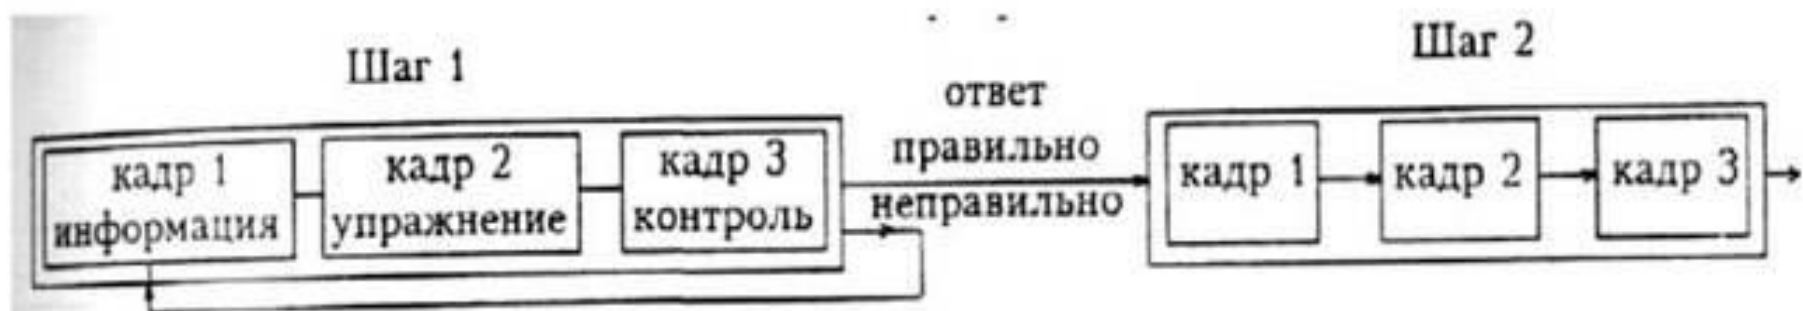 Шаг 1
Шаг 2
ответ
правильно
неправильно
кадр 1
информация
кадр 2
упражнение
кадр 3
контроль
кадр 1
кадр 2
кадр 3